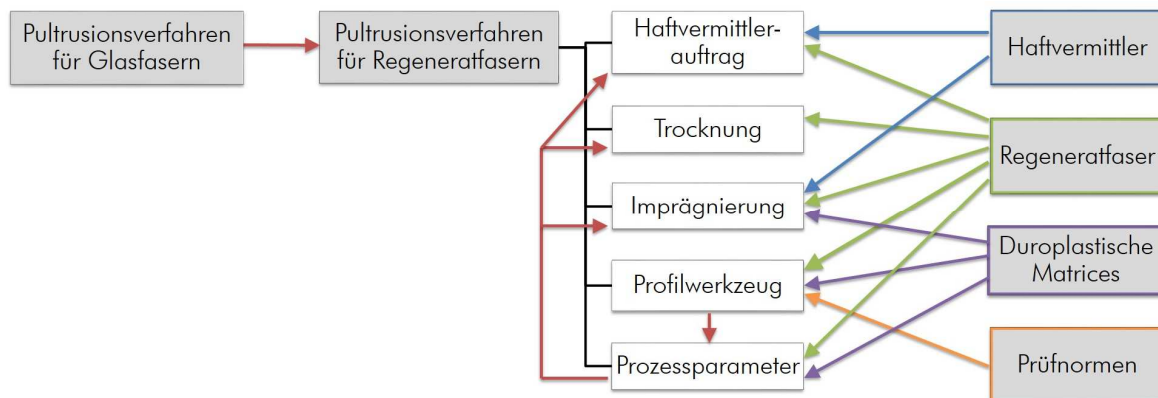 Pultrusionsverfahren
für Glasfasern
Pultrusionsverfahren
für Regeneratfasern
Haftvermittler-
auftrag
Trocknung
Imprägnierung
Profilwerkzeug
Prozessparameter
Haftvermittler
Regeneratfaser
Duroplastische
Matrices
Prüfnormen